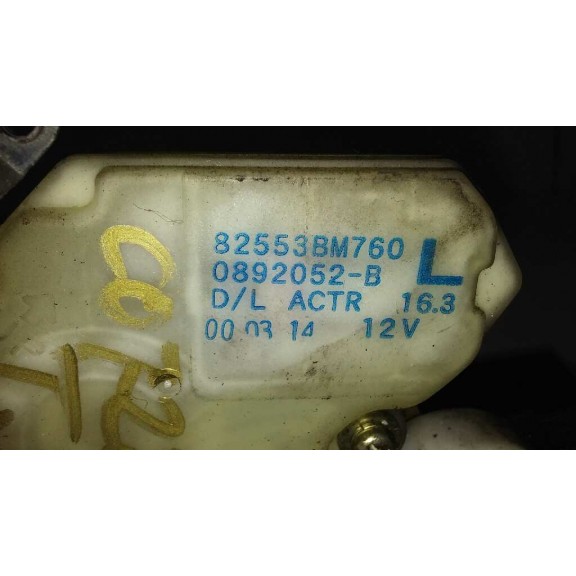 82553BM760
0892052-B L
D/L ACTR 16.3
00 03 14 12V